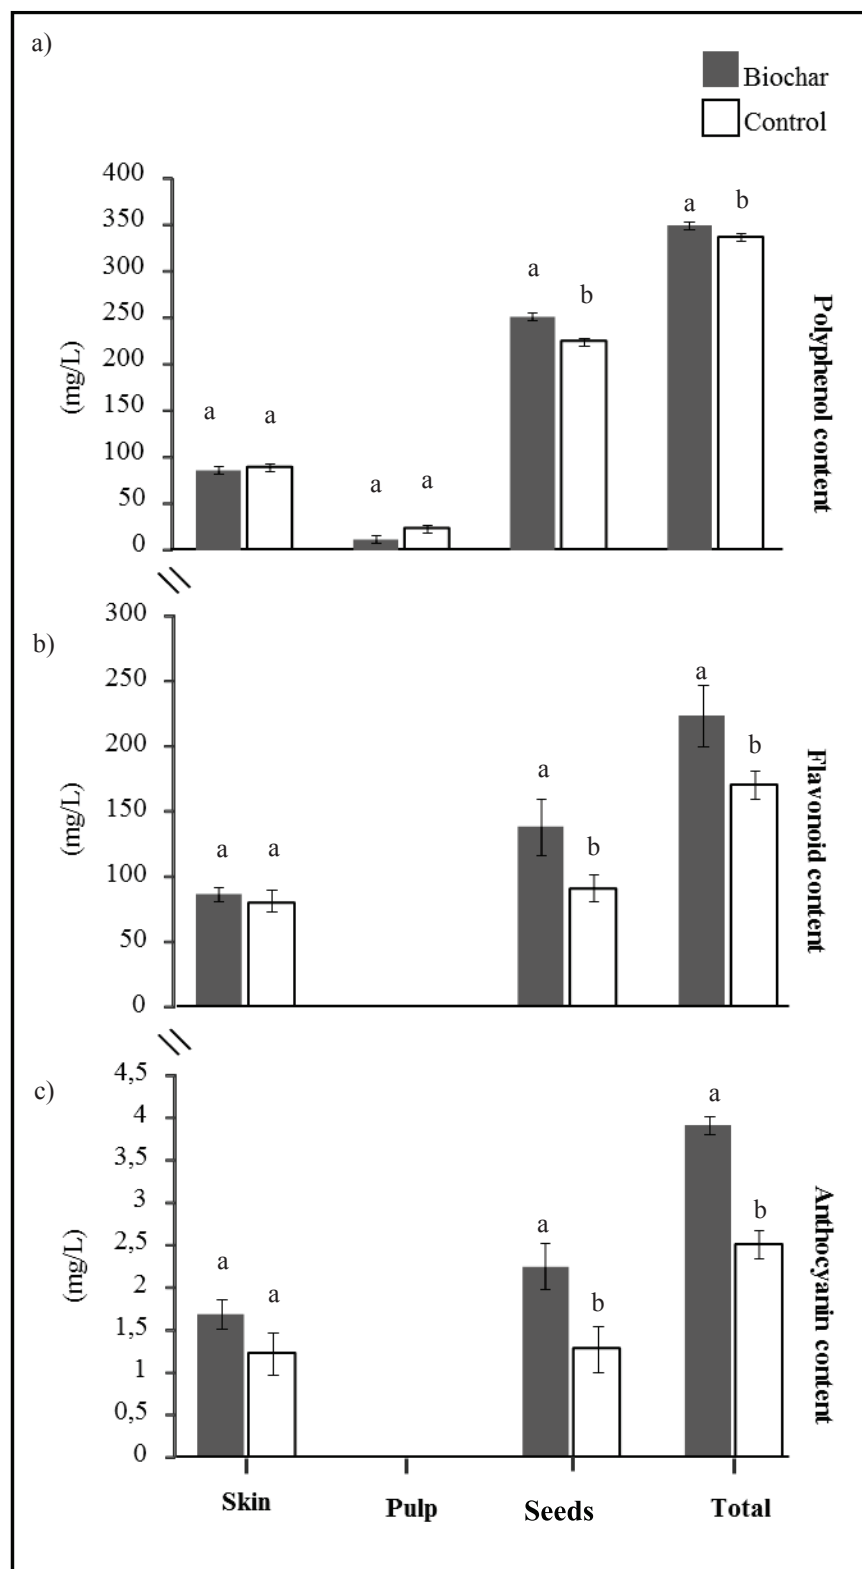 a)
Biochar
Control
400
350
300
250
200
150
100
50
0
(mg/L)
a
a
a
a
a
b
a
b
Polyphenol content
b)
300
250
200
150
100
50
0
(mg/L)
a
a
a
b
a
b
Flavonoid content
c)
4,5
4
3,5
3
2,5
2
1,5
1
0,5
0
(mg/L)
a
a
a
b
a
b
Anthocyanin content
Skin
Pulp
Seeds
Total